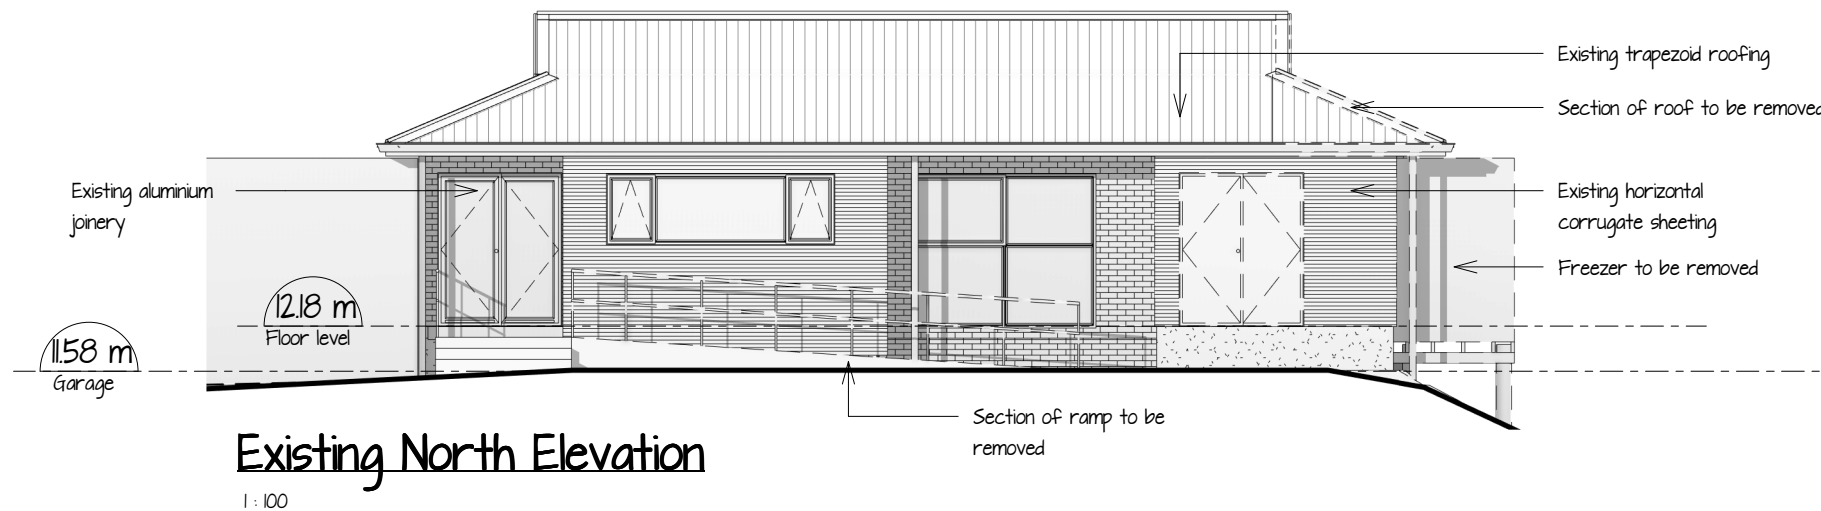 Existing trapezoid roofing
Section of roof to be removed
Existing aluminium
joinery
Existing horizontal
corrugate sheeting
Freezer to be removed
12.18 m
Floor level
11.58 m
Garage
Section of ramp to be
removed
Existing North Elevation
1 : 100